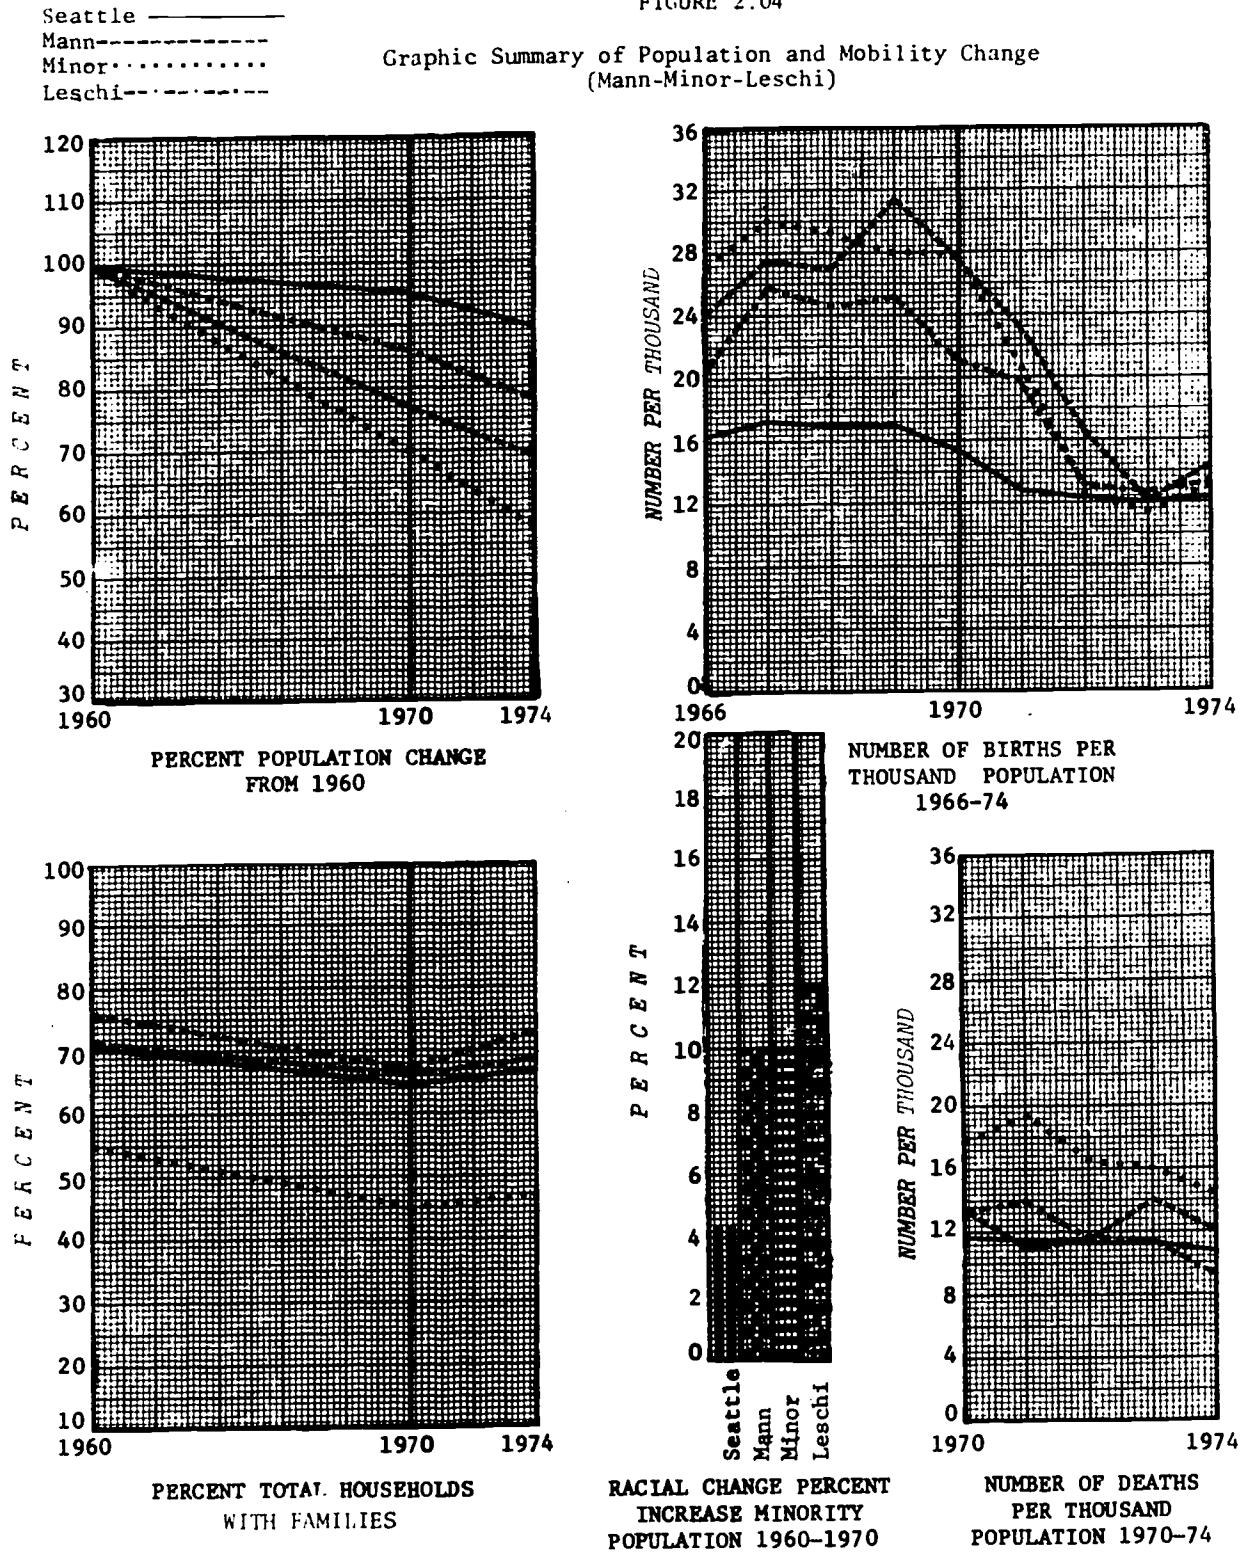 FIGURE 2.04
Seattle
Mann
Minor
Leschi
Graphic Summary of Population and Mobility Change
(Mann-Minor-Leschi)
120
110
100
90
80
70
60
50
40
30
PERCENT
1960
1970
1974
PERCENT POPULATION CHANGE
FROM 1960
36
32
28
24
20
16
12
8
4
0
NUMBER PER THOUSAND
1966
1970
1974
NUMBER OF BIRTHS PER
THOUSAND POPULATION
1966-74
100
90
80
70
60
50
40
30
20
10
PERCENT
1960
1970
1974
PERCENT TOTAL HOUSEHOLDS
WITH FAMILIES
20
18
16
14
12
10
8
6
4
2
0
PERCENT
Seattle
Mann
Minor
Leschi
RACIAL CHANGE PERCENT
INCREASE MINORITY
POPULATION 1960-1970
36
32
28
24
20
16
12
8
4
0
NUMBER PER THOUSAND
1970
1974
NUMBER OF DEATHS
PER THOUSAND
POPULATION 1970-74